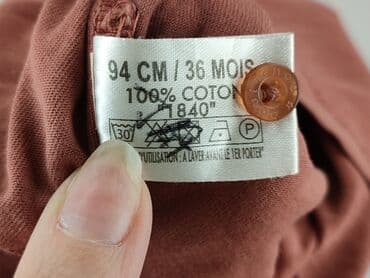 94 CM / 36 MOIS
100% COTON
"1840"
30 P
UTILISATION : A LAVER AVANT LE 1ER PORTER"